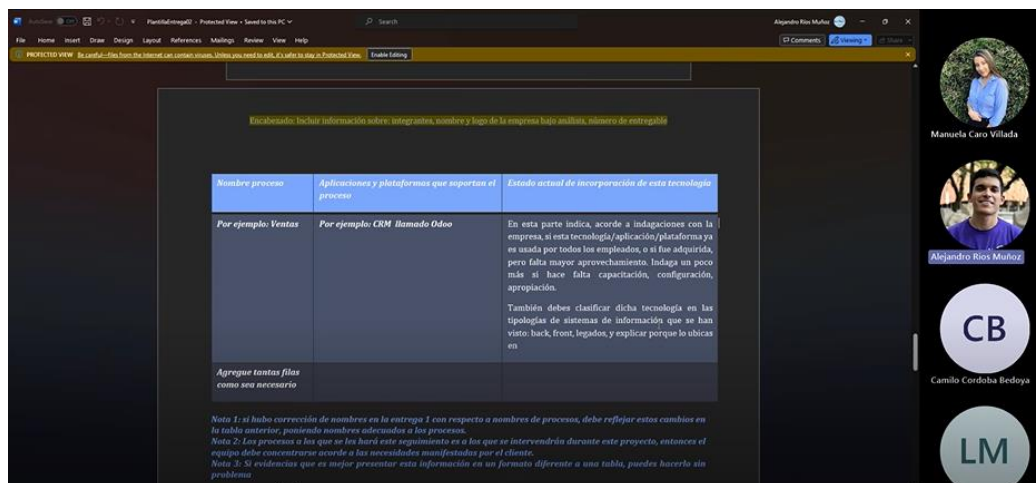 AutoSave Off PlantillaEntrega02 - Protected View • Saved to this PC Search Alejandro Ríos Muñoz
File Home Insert Draw Design Layout References Mailings Review View Help Comments Viewing Share
PROTECTED VIEW Be careful—files from the Internet can contain viruses. Unless you need to edit, it's safer to stay in Protected View. Enable Editing
Encabezado: Incluir información sobre: integrantes, nombre y logo de la empresa bajo análisis, número de entregable
Nombre proceso
Aplicaciones y plataformas que soportan el
proceso
Estado actual de incorporación de esta tecnología
Por ejemplo: Ventas
Por ejemplo: CRM llamado Odoo
En esta parte indica, acorde a indagaciones con la
empresa, si esta tecnología/aplicación/plataforma ya
es usada por todos los empleados, o si fue adquirida,
pero falta mayor aprovechamiento. Indaga un poco
más si hace falta capacitación, configuración,
apropiación.
También debes clasificar dicha tecnología en las
tipologías de sistemas de información que se han
visto: back, front, legados, y explicar porque lo ubicas
en
Agregue tantas filas
como sea necesario
Nota 1: si hubo corrección de nombres en la entrega 1 con respecto a nombres de procesos, debe reflejar estos cambios en
la tabla anterior, poniendo nombres adecuados a los procesos.
Nota 2: Los procesos a los que se les hará este seguimiento es a los que se intervendrán durante este proyecto, entonces el
equipo debe concentrarse acorde a las necesidades manifestadas por el cliente.
Nota 3: Si evidencias que es mejor presentar esta información en un formato diferente a una tabla, puedes hacerlo sin
problema
Manuela Caro Villada
Alejandro Ríos Muñoz
CB
Camilo Cordoba Bedoya
LM